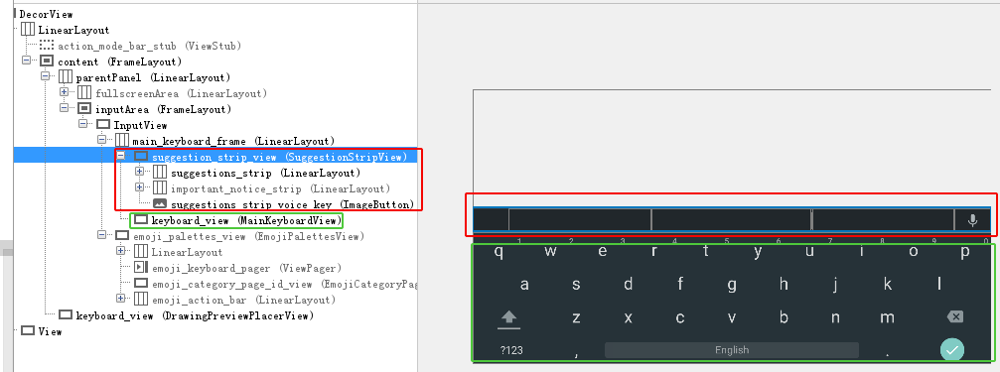 DecorView
LinearLayout
action_mode_bar_stub (ViewStub)
content (FrameLayout)
parentPanel (LinearLayout)
fullscreenArea (LinearLayout)
inputArea (FrameLayout)
InputView
main_keyboard_frame (LinearLayout)
suggestion_strip_view (SuggestionStripView)
suggestions_strip (LinearLayout)
important_notice_strip (LinearLayout)
suggestions_strip_voice_key (ImageButton)
keyboard_view (MainKeyboardView)
emoji_palettes_view (EmojiPalettesView)
LinearLayout
emoji_keyboard_pager (ViewPager)
emoji_category_page_id_view (EmojiCategoryPag
emoji_action_bar (LinearLayout)
keyboard_view (DrawingPreviewPlacerView)
View
1 2 3 4 5 6 7 8 9 0
q w e r t y u i o p
a s d f g h j k l
z x c v b n m
?123 , English .